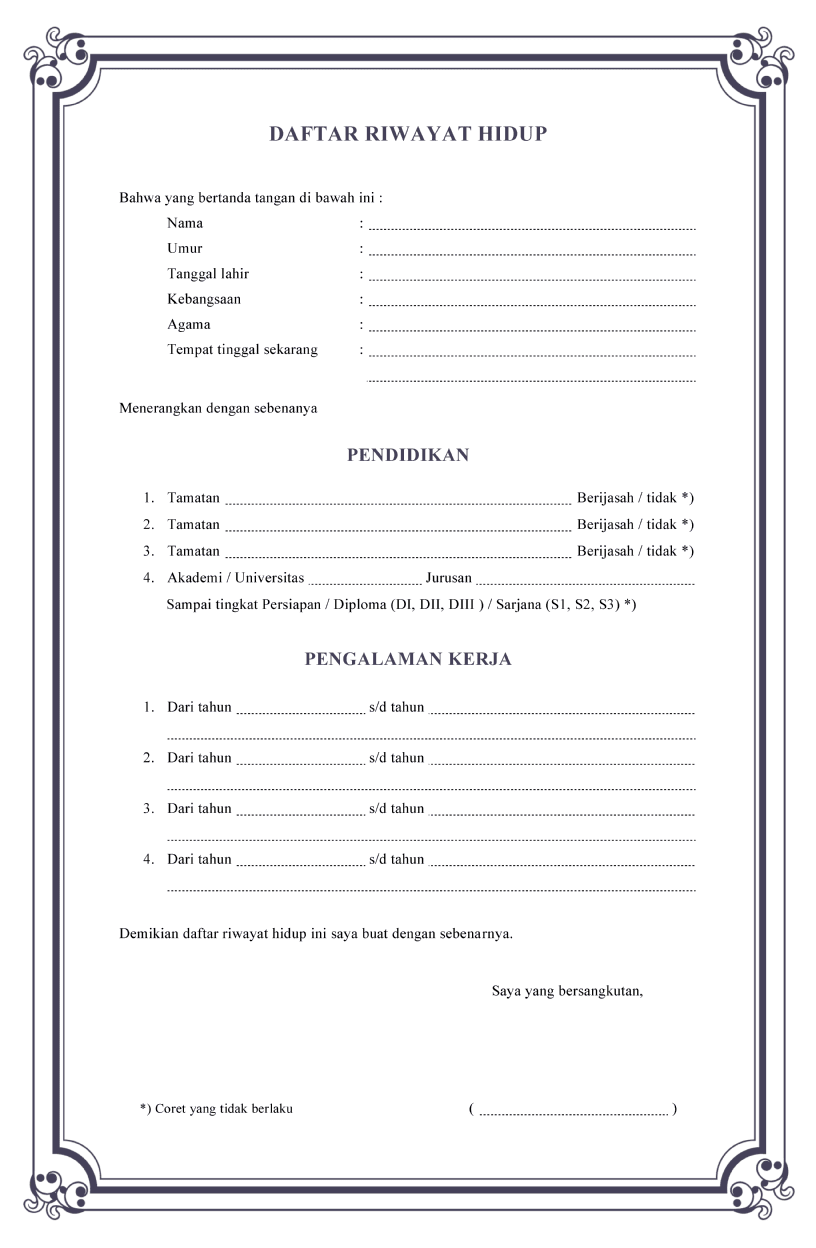 DAFTAR RIWAYAT HIDUP
Bahwa yang bertanda tangan di bawah ini :
Nama :
Umur :
Tanggal lahir :
Kebangsaan :
Agama :
Tempat tinggal sekarang :
Menerangkan dengan sebenanya
PENDIDIKAN
1. Tamatan Berijasah / tidak *)
2. Tamatan Berijasah / tidak *)
3. Tamatan Berijasah / tidak *)
4. Akademi / Universitas Jurusan
Sampai tingkat Persiapan / Diploma (DI, DII, DIII ) / Sarjana (S1, S2, S3) *)
PENGALAMAN KERJA
1. Dari tahun s/d tahun
2. Dari tahun s/d tahun
3. Dari tahun s/d tahun
4. Dari tahun s/d tahun
Demikian daftar riwayat hidup ini saya buat dengan sebenarnya.
Saya yang bersangkutan,
*) Coret yang tidak berlaku ( )